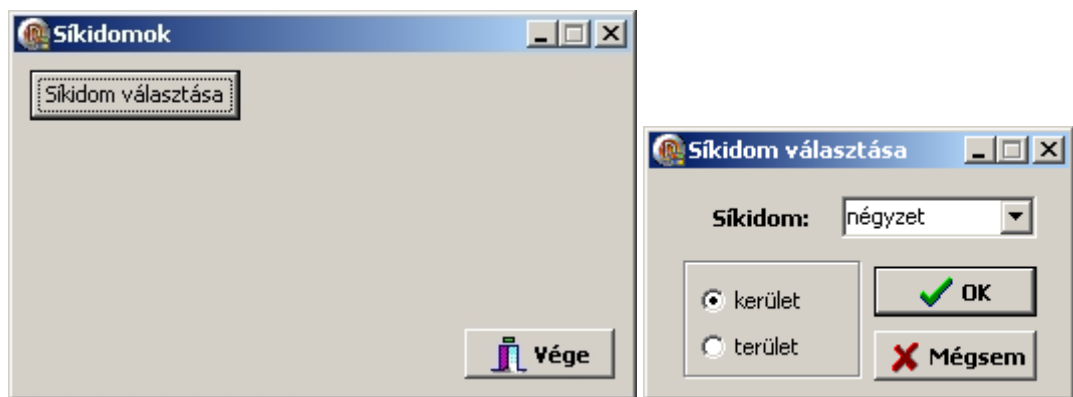 Síkidomok
Síkidom választása
Vége
Síkidom választása
Síkidom: négyzet
kerület
terület
OK
Mégsem